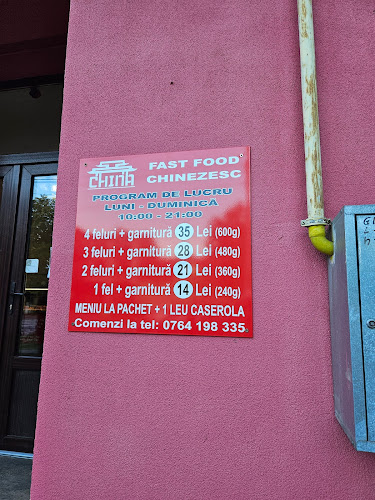 CHINA
FAST FOOD
CHINEZESC
PROGRAM DE LUCRU
LUNI - DUMINICĂ
10:00 - 21:00
4 feluri + garnitură 35 Lei (600g)
3 feluri + garnitură 28 Lei (480g)
2 feluri + garnitură 21 Lei (360g)
1 fel + garnitură 14 Lei (240g)
MENIU LA PACHET + 1 LEU CASEROLA
Comenzi la tel: 0764 198 335